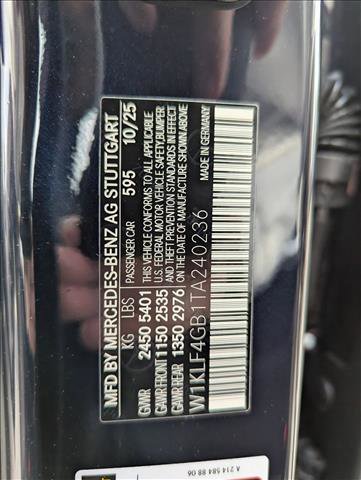 MFD BY MERCEDES-BENZ AG STUTTGART
PASSENGER CAR 595 10/25
KG LBS
GVWR 2450 5401
GAWR FRONT 1150 2535
GAWR REAR 1350 2976
THIS VEHICLE CONFORMS TO ALL APPLICABLE
U.S. FEDERAL MOTOR VEHICLE SAFETY, BUMPER,
AND THEFT PREVENTION STANDARDS IN EFFECT
ON THE DATE OF MANUFACTURE SHOWN ABOVE
W1KLF4GB1TA240236
MADE IN GERMANY
A 214 584 88 06